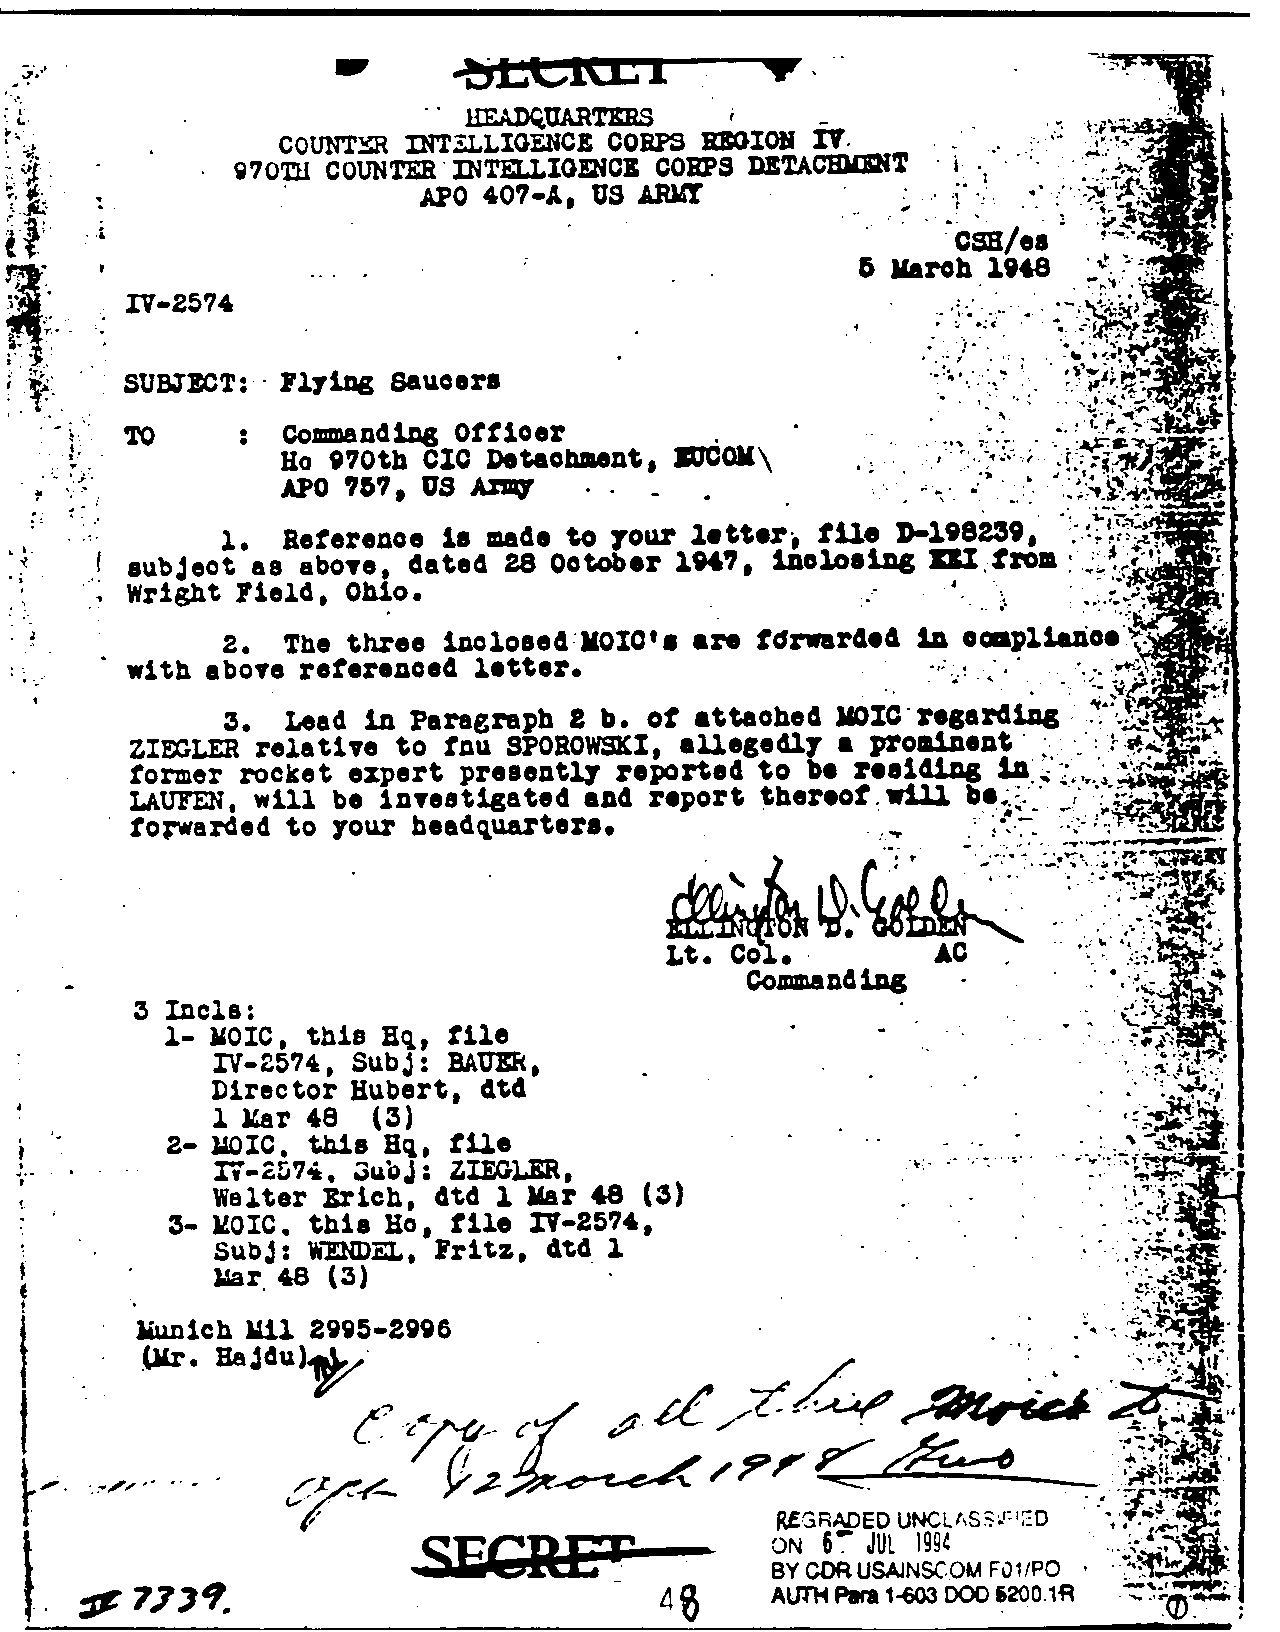 SECRET
HEADQUARTERS
COUNTER INTELLIGENCE CORPS REGION IV.
970TH COUNTER INTELLIGENCE CORPS DETACHMENT
APO 407-A, US ARMY
CSH/es
5 March 1948
IV-2574
SUBJECT: Flying Saucers
TO : Commanding Officer
Hq 970th CIC Detachment, EUCOM\
APO 757, US Army
1. Reference is made to your letter, file D-198239,
subject as above, dated 28 October 1947, inclosing EEI from
Wright Field, Ohio.
2. The three inclosed MOIC's are forwarded in compliance
with above referenced letter.
3. Lead in Paragraph 2 b. of attached MOIC regarding
ZIEGLER relative to fnu SPOROWSKI, allegedly a prominent
former rocket expert presently reported to be residing in
LAUFEN, will be investigated and report thereof will be
forwarded to your headquarters.
Ellington D. Golden
ELLINGTON D. GOLDEN
Lt. Col. AC
Commanding
3 Incls:
1- MOIC, this Hq, file
IV-2574, Subj: BAUER,
Director Hubert, dtd
1 Mar 48 (3)
2- MOIC, this Hq, file
IV-2574, Subj: ZIEGLER,
Walter Erich, dtd 1 Mar 48 (3)
3- MOIC, this Hq, file IV-2574,
Subj: WENDEL, Fritz, dtd 1
Mar 48 (3)
Munich Mil 2995-2996
(Mr. Hajdu)
Copy of all three Moics to
12 March 1948
SECRET
REGRADED UNCLASSIFIED
ON 6 JUL 1994
BY CDR USAINSCOM F01/PO
AUTH Para 1-603 DOD 5200.1R
II 7339.
48
1